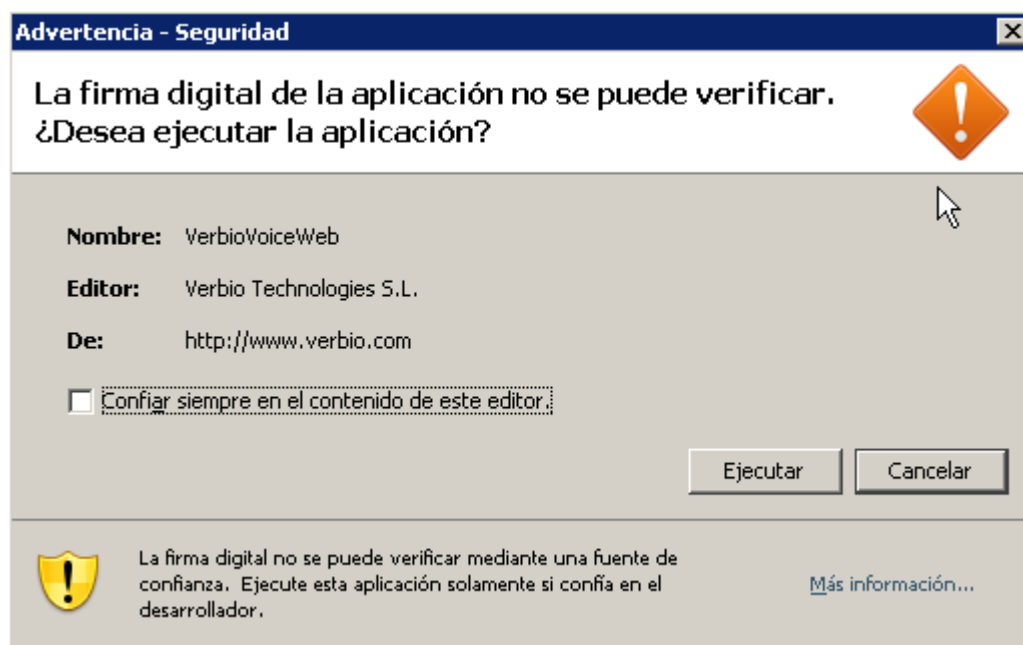 Advertencia - Seguridad
La firma digital de la aplicación no se puede verificar.
¿Desea ejecutar la aplicación?
Nombre: VerbioVoiceWeb
Editor: Verbio Technologies S.L.
De: http://www.verbio.com
Confiar siempre en el contenido de este editor.
Ejecutar Cancelar
La firma digital no se puede verificar mediante una fuente de
confianza. Ejecute esta aplicación solamente si confía en el
desarrollador.
Más información...